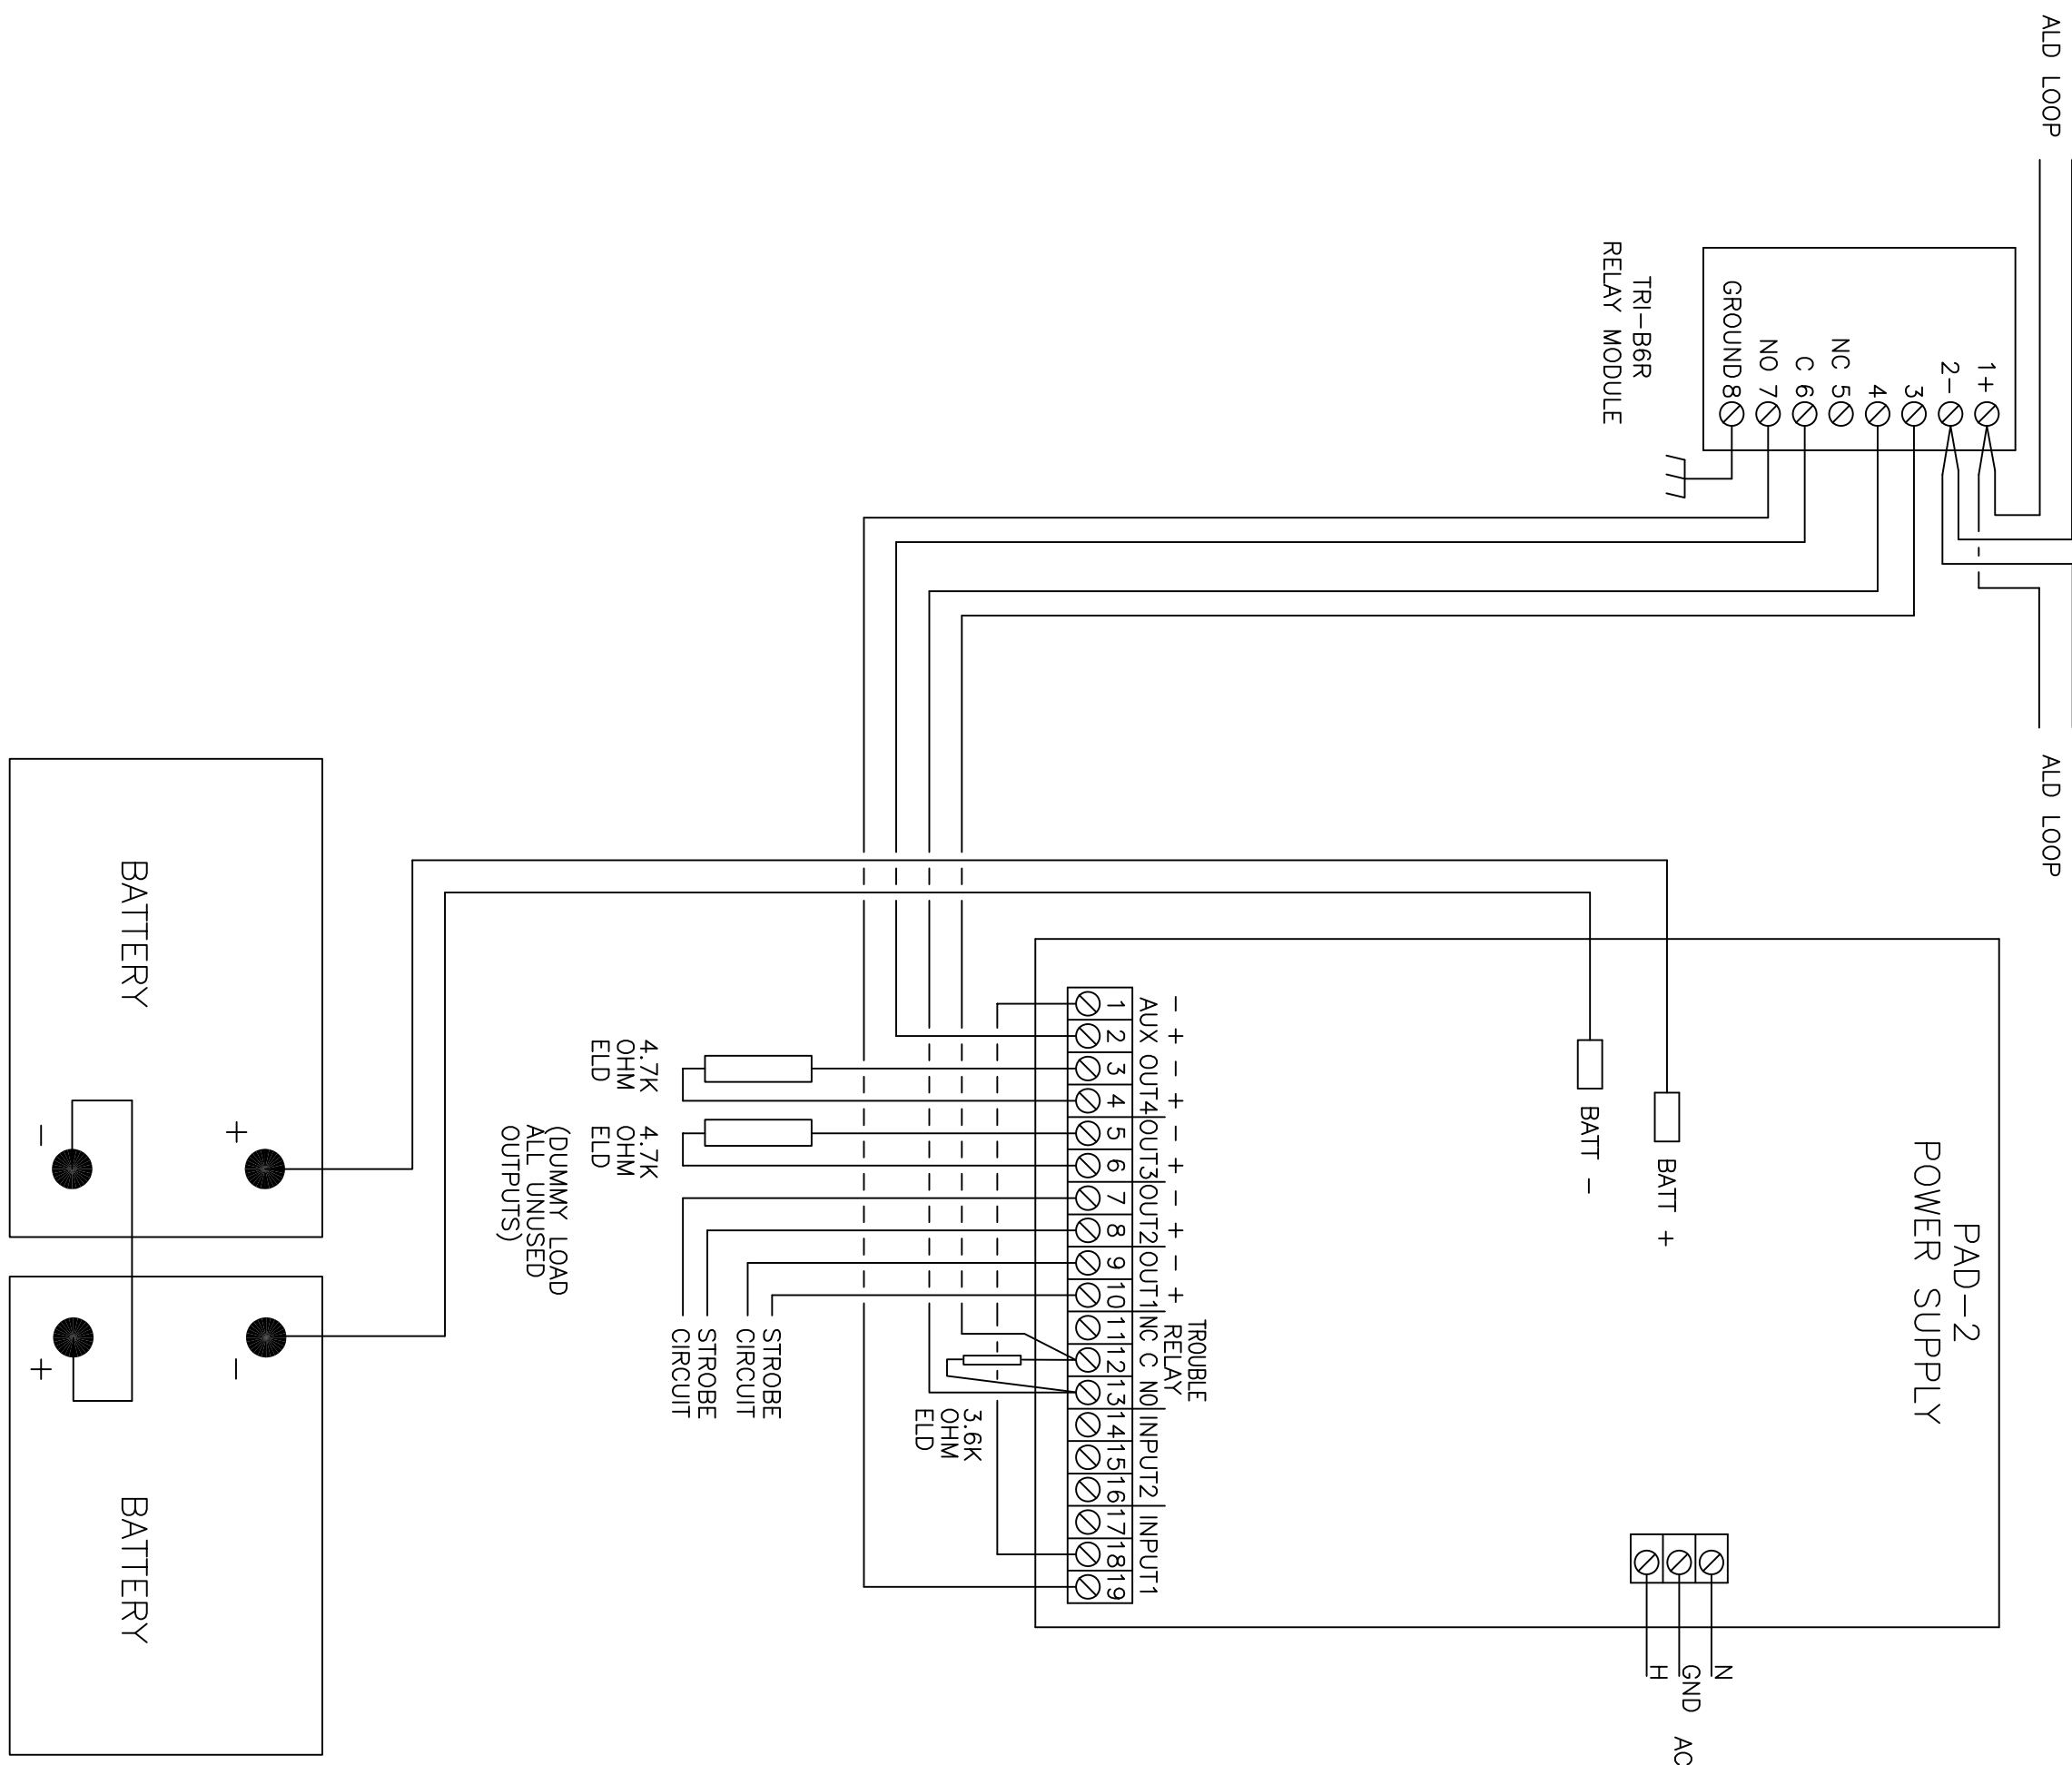 ALD LOOP
ALD LOOP
1+
2-
3
4
NC 5
C 6
NO 7
GROUND8
TRI-B6R
RELAY MODULE
PAD-2
POWER SUPPLY
BATT +
BATT -
N
GND
H
AC
- + - + - + - + - +
AUX OUT4 OUT3 OUT2 OUT1 NC C NO INPUT2 INPUT1
TROUBLE
RELAY
1 2 3 4 5 6 7 8 9 10 11 12 13 14 15 16 17 18 19
3.6K
OHM
ELD
STROBE
CIRCUIT
STROBE
CIRCUIT
4.7K
OHM
ELD
4.7K
OHM
ELD
(DUMMY LOAD
ALL UNUSED
OUTPUTS)
+
BATTERY
-
-
BATTERY
+